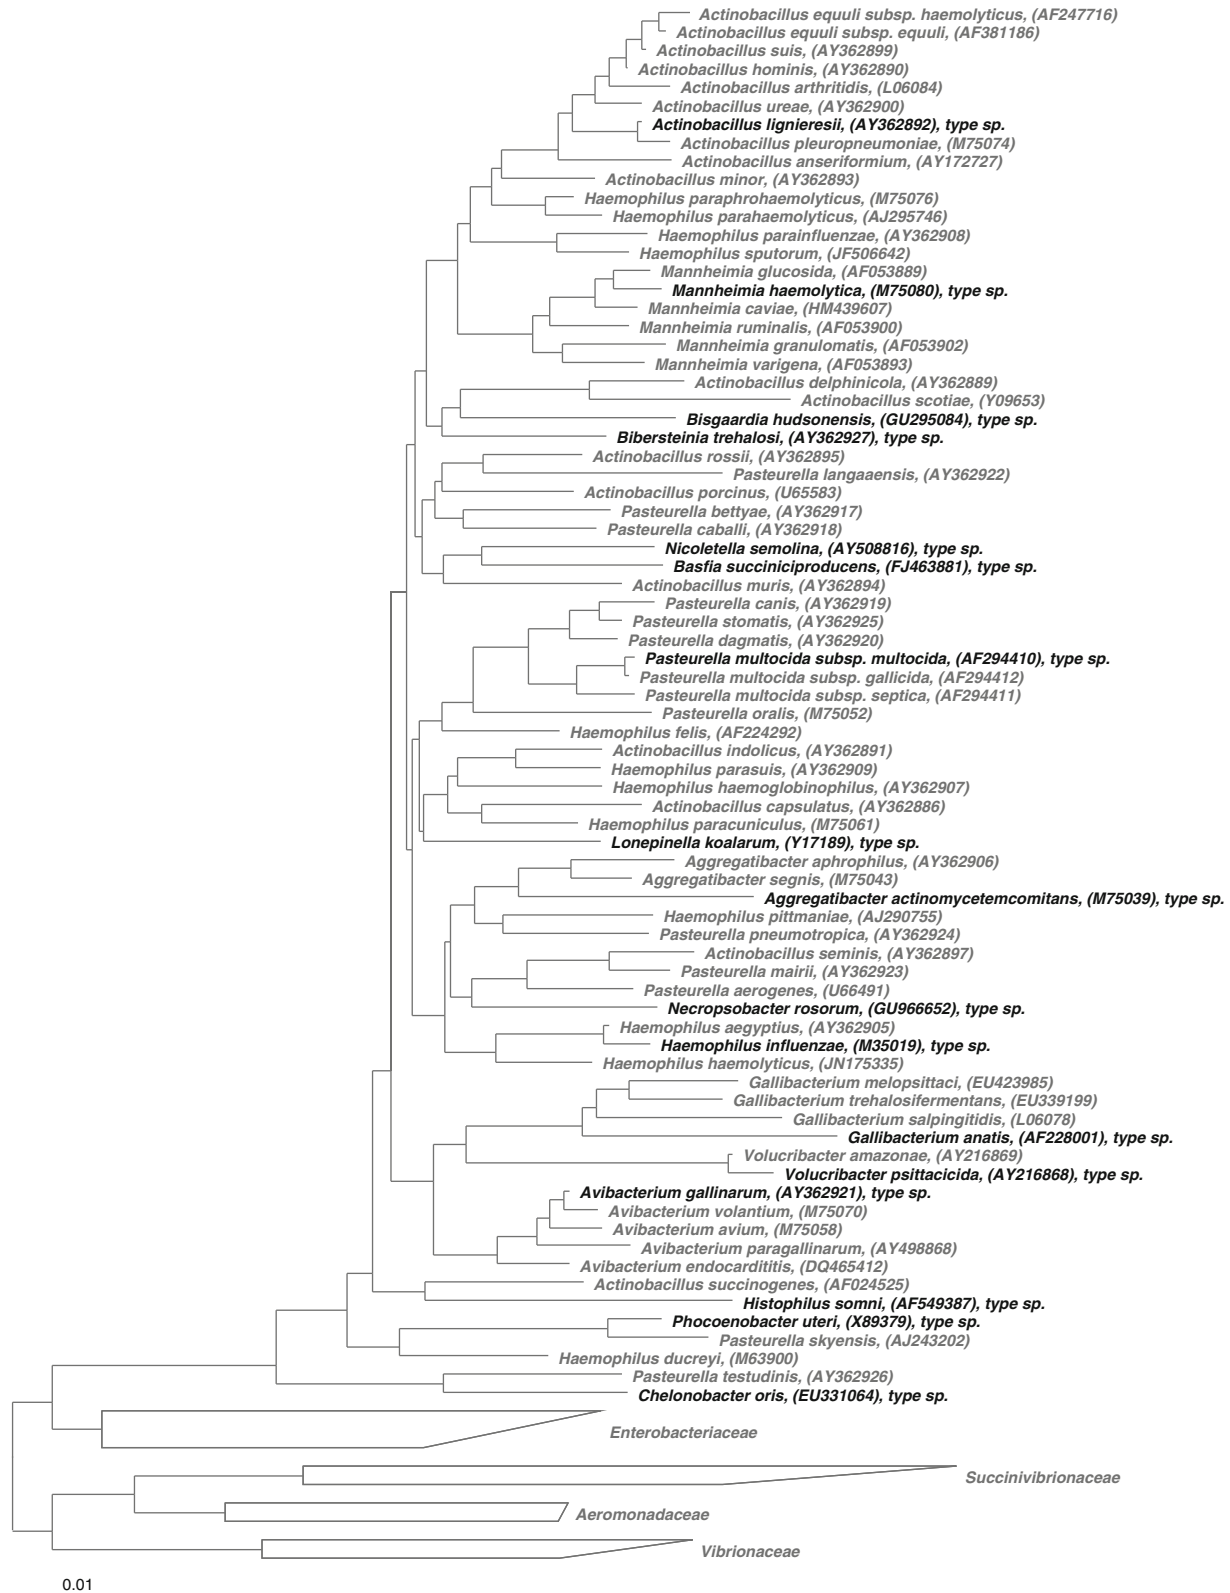 Actinobacillus equuli subsp. haemolyticus, (AF247716)
Actinobacillus equuli subsp. equuli, (AF381186)
Actinobacillus suis, (AY362899)
Actinobacillus hominis, (AY362890)
Actinobacillus arthritidis, (L06084)
Actinobacillus ureae, (AY362900)
Actinobacillus lignieresii, (AY362892), type sp.
Actinobacillus pleuropneumoniae, (M75074)
Actinobacillus anseriformium, (AY172727)
Actinobacillus minor, (AY362893)
Haemophilus paraphrohaemolyticus, (M75076)
Haemophilus parahaemolyticus, (AJ295746)
Haemophilus parainfluenzae, (AY362908)
Haemophilus sputorum, (JF506642)
Mannheimia glucosida, (AF053889)
Mannheimia haemolytica, (M75080), type sp.
Mannheimia caviae, (HM439607)
Mannheimia ruminalis, (AF053900)
Mannheimia granulomatis, (AF053902)
Mannheimia varigena, (AF053893)
Actinobacillus delphinicola, (AY362889)
Actinobacillus scotiae, (Y09653)
Bisgaardia hudsonensis, (GU295084), type sp.
Bibersteinia trehalosi, (AY362927), type sp.
Actinobacillus rossii, (AY362895)
Pasteurella langaaensis, (AY362922)
Actinobacillus porcinus, (U65583)
Pasteurella bettyae, (AY362917)
Pasteurella caballi, (AY362918)
Nicoletella semolina, (AY508816), type sp.
Basfia succiniciproducens, (FJ463881), type sp.
Actinobacillus muris, (AY362894)
Pasteurella canis, (AY362919)
Pasteurella stomatis, (AY362925)
Pasteurella dagmatis, (AY362920)
Pasteurella multocida subsp. multocida, (AF294410), type sp.
Pasteurella multocida subsp. gallicida, (AF294412)
Pasteurella multocida subsp. septica, (AF294411)
Pasteurella oralis, (M75052)
Haemophilus felis, (AF224292)
Actinobacillus indolicus, (AY362891)
Haemophilus parasuis, (AY362909)
Haemophilus haemoglobinophilus, (AY362907)
Actinobacillus capsulatus, (AY362886)
Haemophilus paracuniculus, (M75061)
Lonepinella koalarum, (Y17189), type sp.
Aggregatibacter aphrophilus, (AY362906)
Aggregatibacter segnis, (M75043)
Aggregatibacter actinomycetemcomitans, (M75039), type sp.
Haemophilus pittmaniae, (AJ290755)
Pasteurella pneumotropica, (AY362924)
Actinobacillus seminis, (AY362897)
Pasteurella mairii, (AY362923)
Pasteurella aerogenes, (U66491)
Necropsobacter rosorum, (GU966652), type sp.
Haemophilus aegyptius, (AY362905)
Haemophilus influenzae, (M35019), type sp.
Haemophilus haemolyticus, (JN175335)
Gallibacterium melopsittaci, (EU423985)
Gallibacterium trehalosifermentans, (EU339199)
Gallibacterium salpingitidis, (L06078)
Gallibacterium anatis, (AF228001), type sp.
Volucribacter amazonae, (AY216869)
Volucribacter psittacicida, (AY216868), type sp.
Avibacterium gallinarum, (AY362921), type sp.
Avibacterium volantium, (M75070)
Avibacterium avium, (M75058)
Avibacterium paragallinarum, (AY498868)
Avibacterium endocardititis, (DQ465412)
Actinobacillus succinogenes, (AF024525)
Histophilus somni, (AF549387), type sp.
Phocoenobacter uteri, (X89379), type sp.
Pasteurella skyensis, (AJ243202)
Haemophilus ducreyi, (M63900)
Pasteurella testudinis, (AY362926)
Chelonobacter oris, (EU331064), type sp.
Enterobacteriaceae
Succinivibrionaceae
Aeromonadaceae
Vibrionaceae
0.01